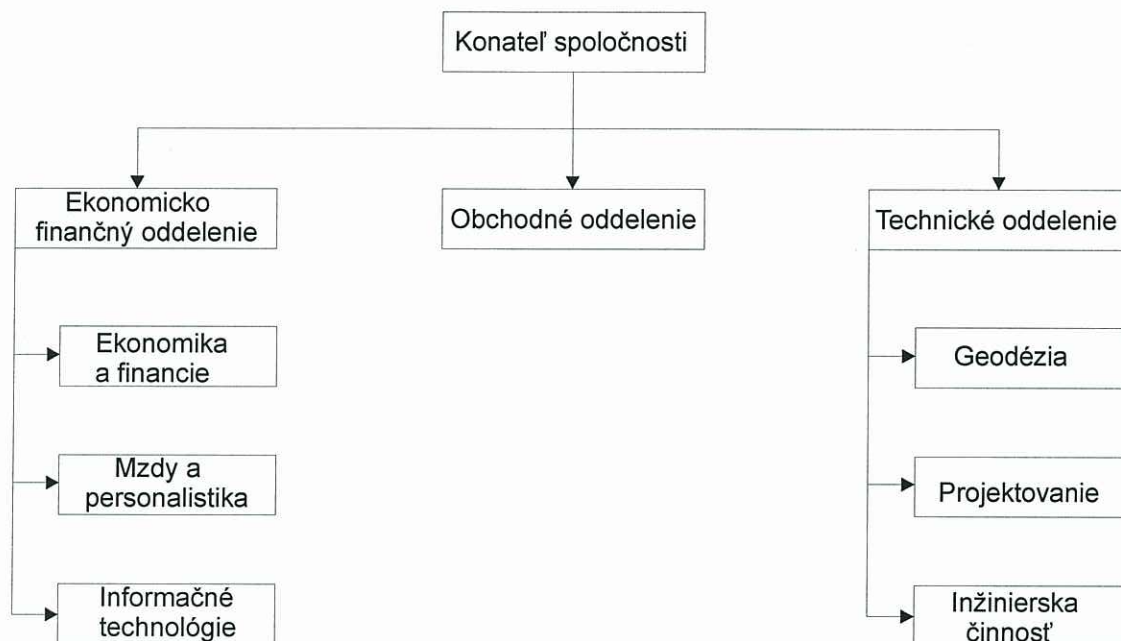 Konateľ spoločnosti
Ekonomicko
finančný oddelenie
Obchodné oddelenie
Technické oddelenie
Ekonomika
a financie
Mzdy a
personalistika
Informačné
technológie
Geodézia
Projektovanie
Inžinierska
činnosť